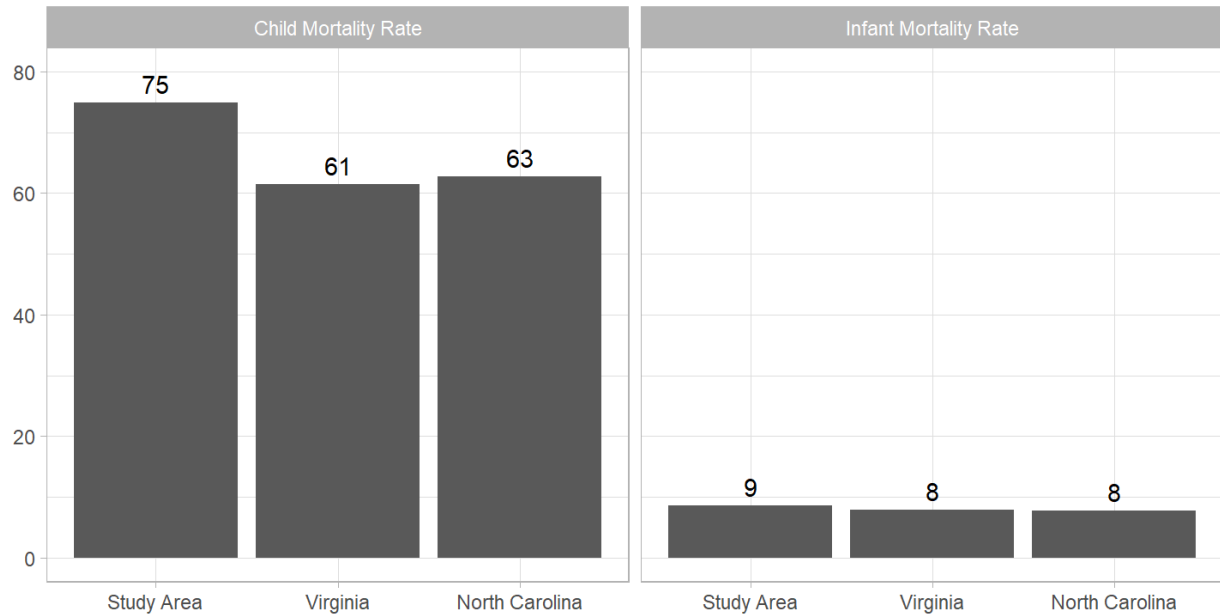 Child Mortality Rate
Infant Mortality Rate
80
60
40
20
0
75
61
63
9
8
8
Study Area
Virginia
North Carolina
Study Area
Virginia
North Carolina